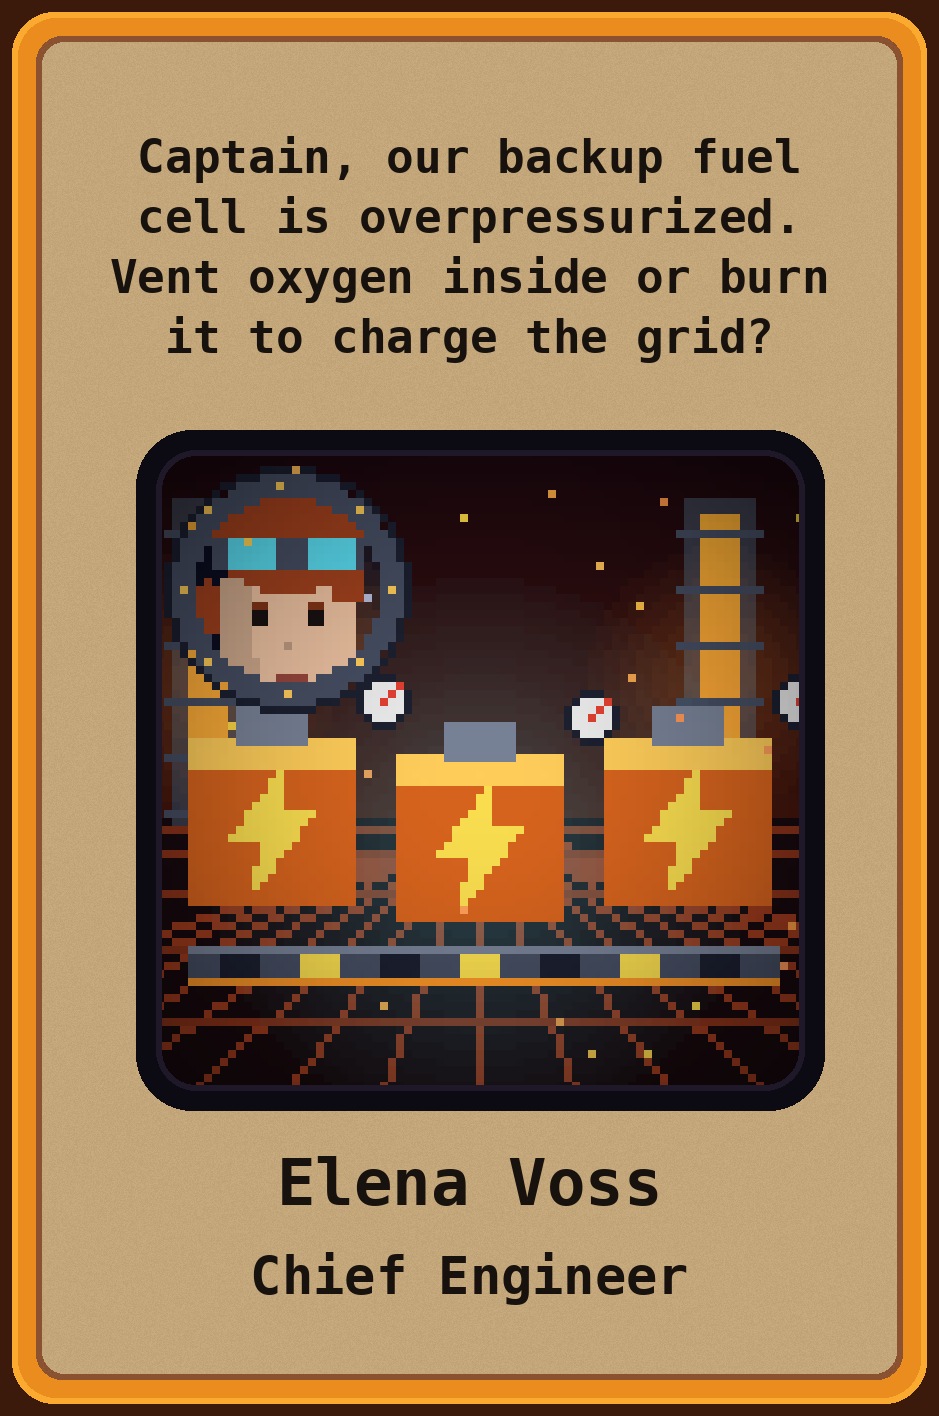 Captain, our backup fuel
cell is overpressurized.
Vent oxygen inside or burn
it to charge the grid?
Elena Voss
Chief Engineer